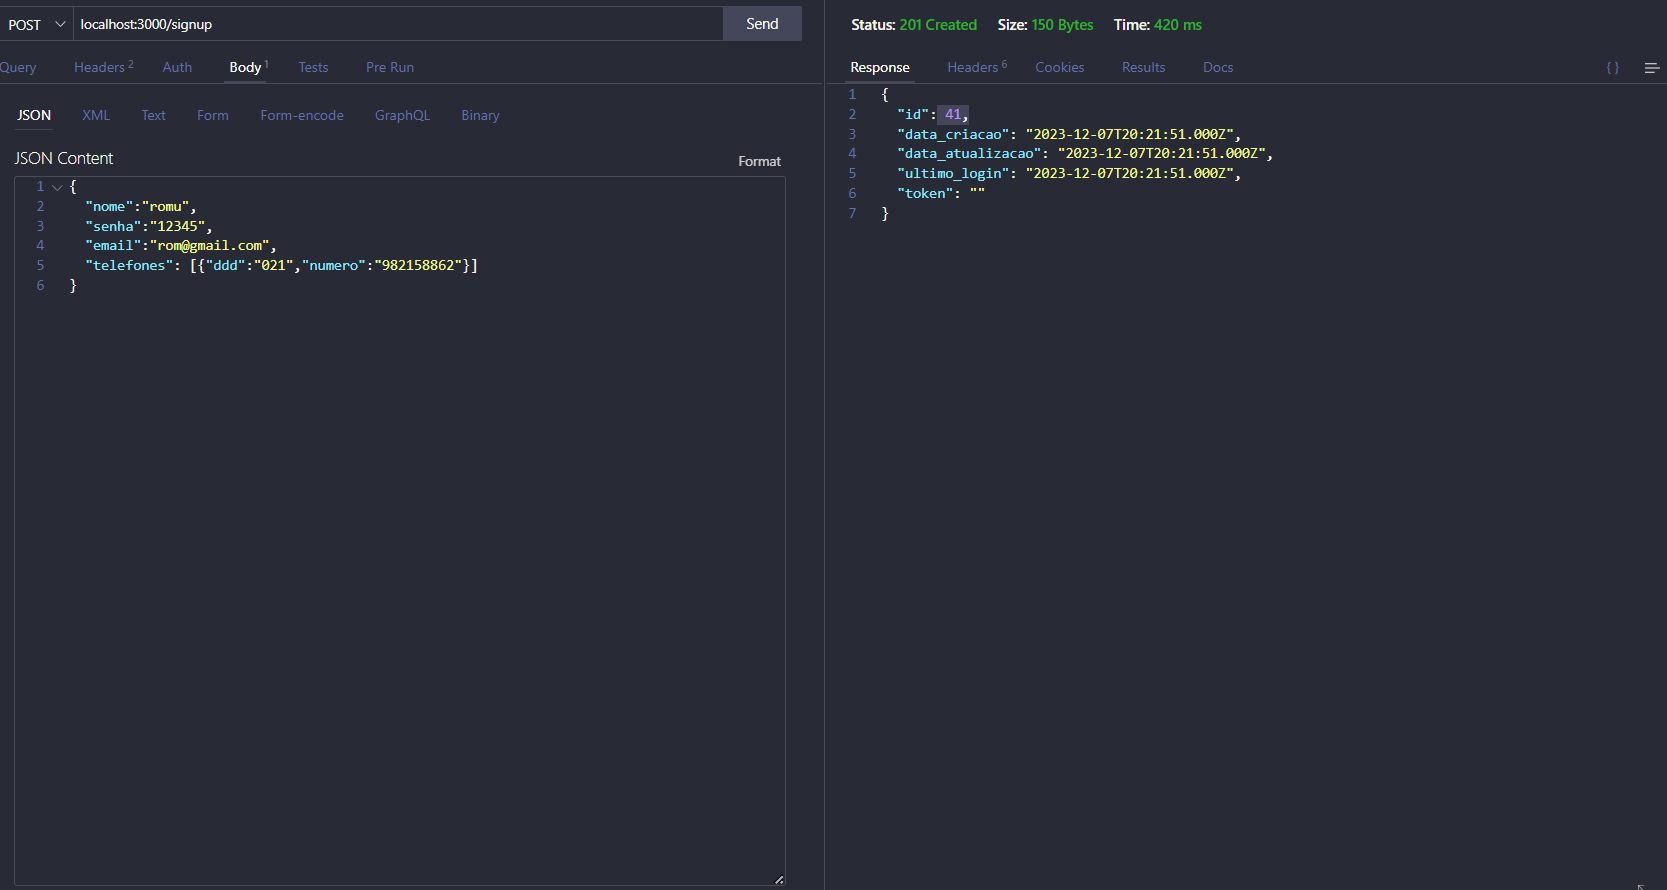 POST localhost:3000/signup Send
Query Headers 2 Auth Body 1 Tests Pre Run
JSON XML Text Form Form-encode GraphQL Binary
JSON Content Format
1 {
2 "nome":"romu",
3 "senha":"12345",
4 "email":"rom@gmail.com",
5 "telefones": [{"ddd":"021","numero":"982158862"}]
6 }
Status: 201 Created Size: 150 Bytes Time: 420 ms
Response Headers 6 Cookies Results Docs { }
1 {
2 "id": 41,
3 "data_criacao": "2023-12-07T20:21:51.000Z",
4 "data_atualizacao": "2023-12-07T20:21:51.000Z",
5 "ultimo_login": "2023-12-07T20:21:51.000Z",
6 "token": ""
7 }